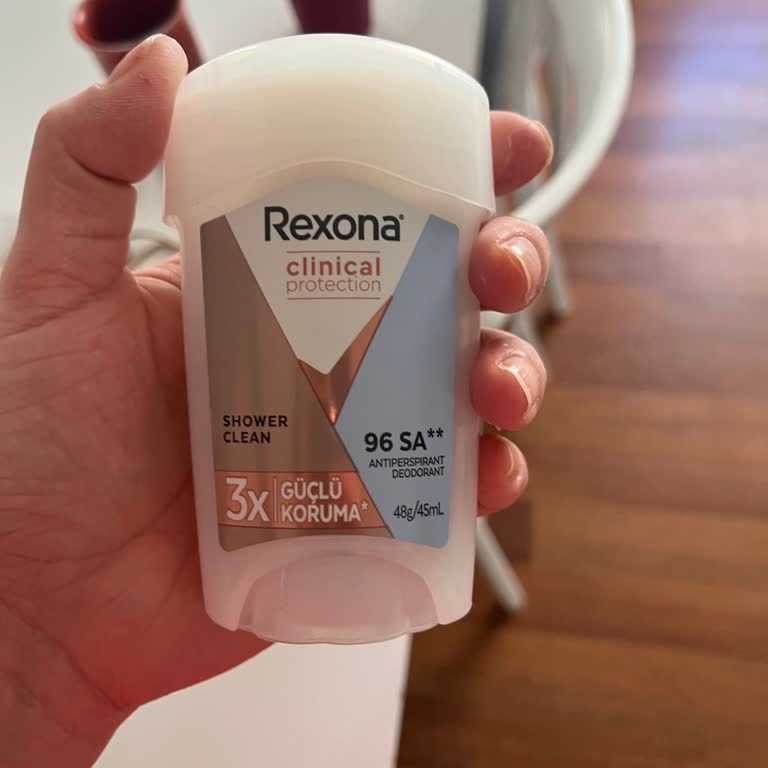 Rexona®
clinical
protection
SHOWER
CLEAN
96 SA**
ANTIPERSPIRANT
DEODORANT
3x GÜÇLÜ
KORUMA*
48g/45mL